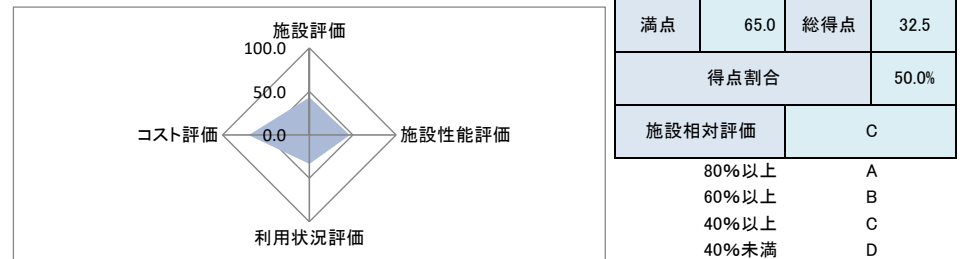 施設評価
100.0
50.0
0.0
コスト評価
施設性能評価
利用状況評価
満点 65.0 総得点 32.5
得点割合 50.0%
施設相対評価 C
80%以上 A
60%以上 B
40%以上 C
40%未満 D